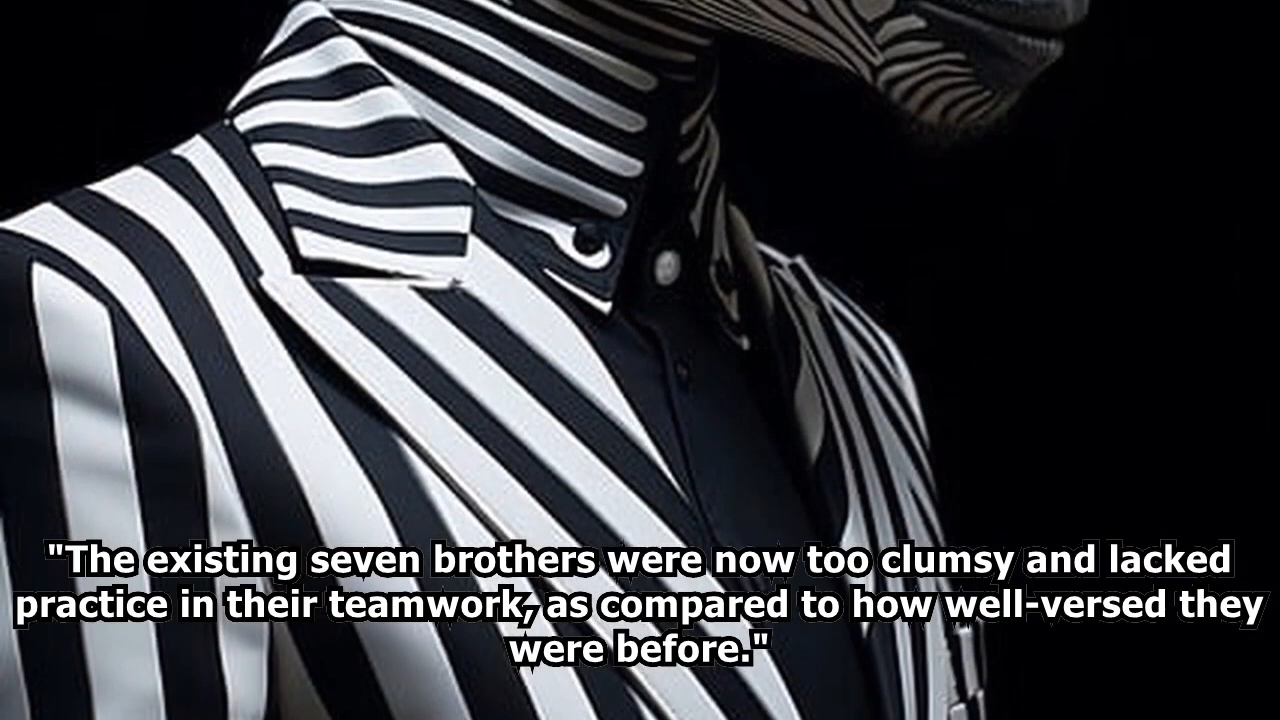 "The existing seven brothers were now too clumsy and lacked
practice in their teamwork, as compared to how well-versed they
were before."